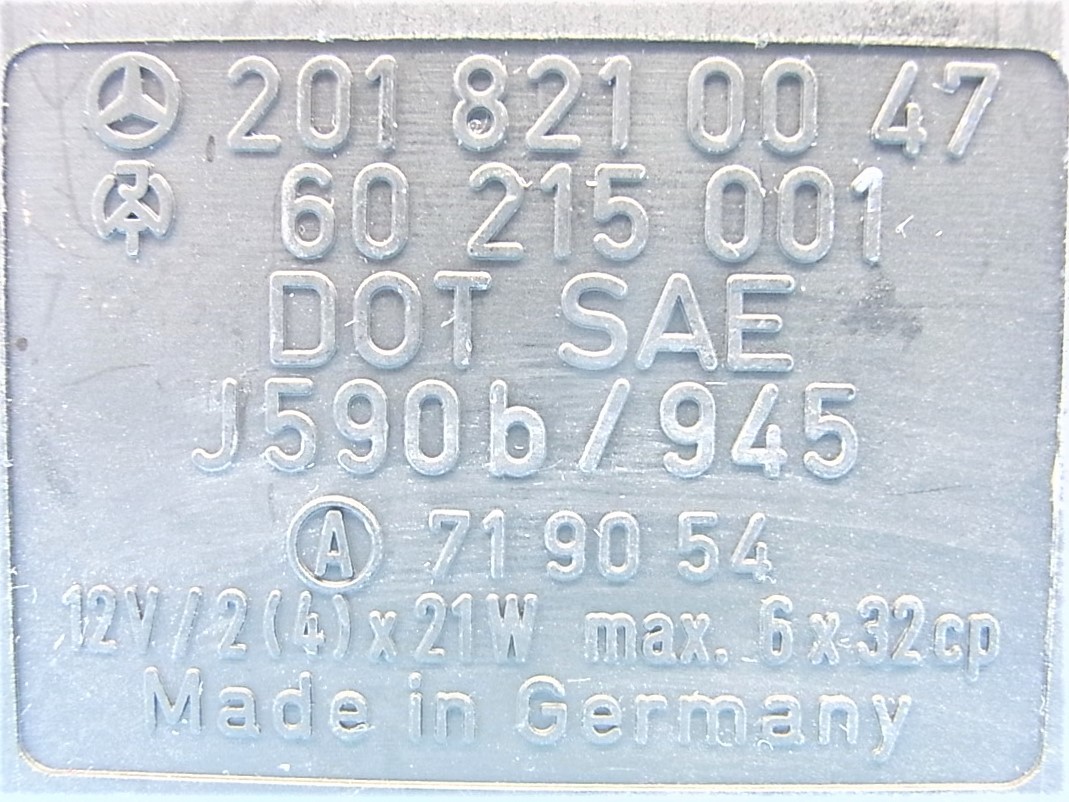 201 821 00 47
60 215 001
DOT SAE
J590b/945
A 71 90 54
12V/2(4)x21W max. 6x32cp
Made in Germany